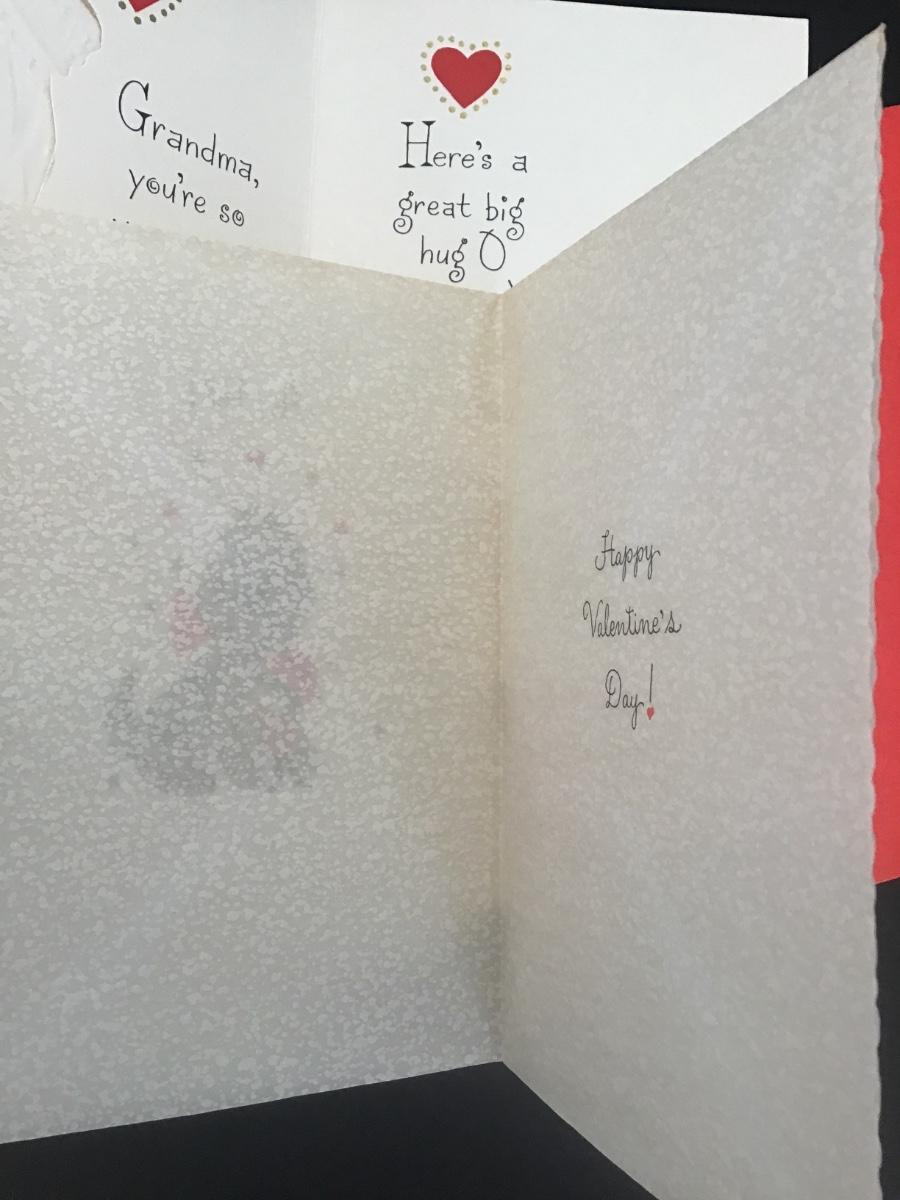 Grandma,
you're so
Here's a
great big
hug O
Happy
Valentine's
Day!